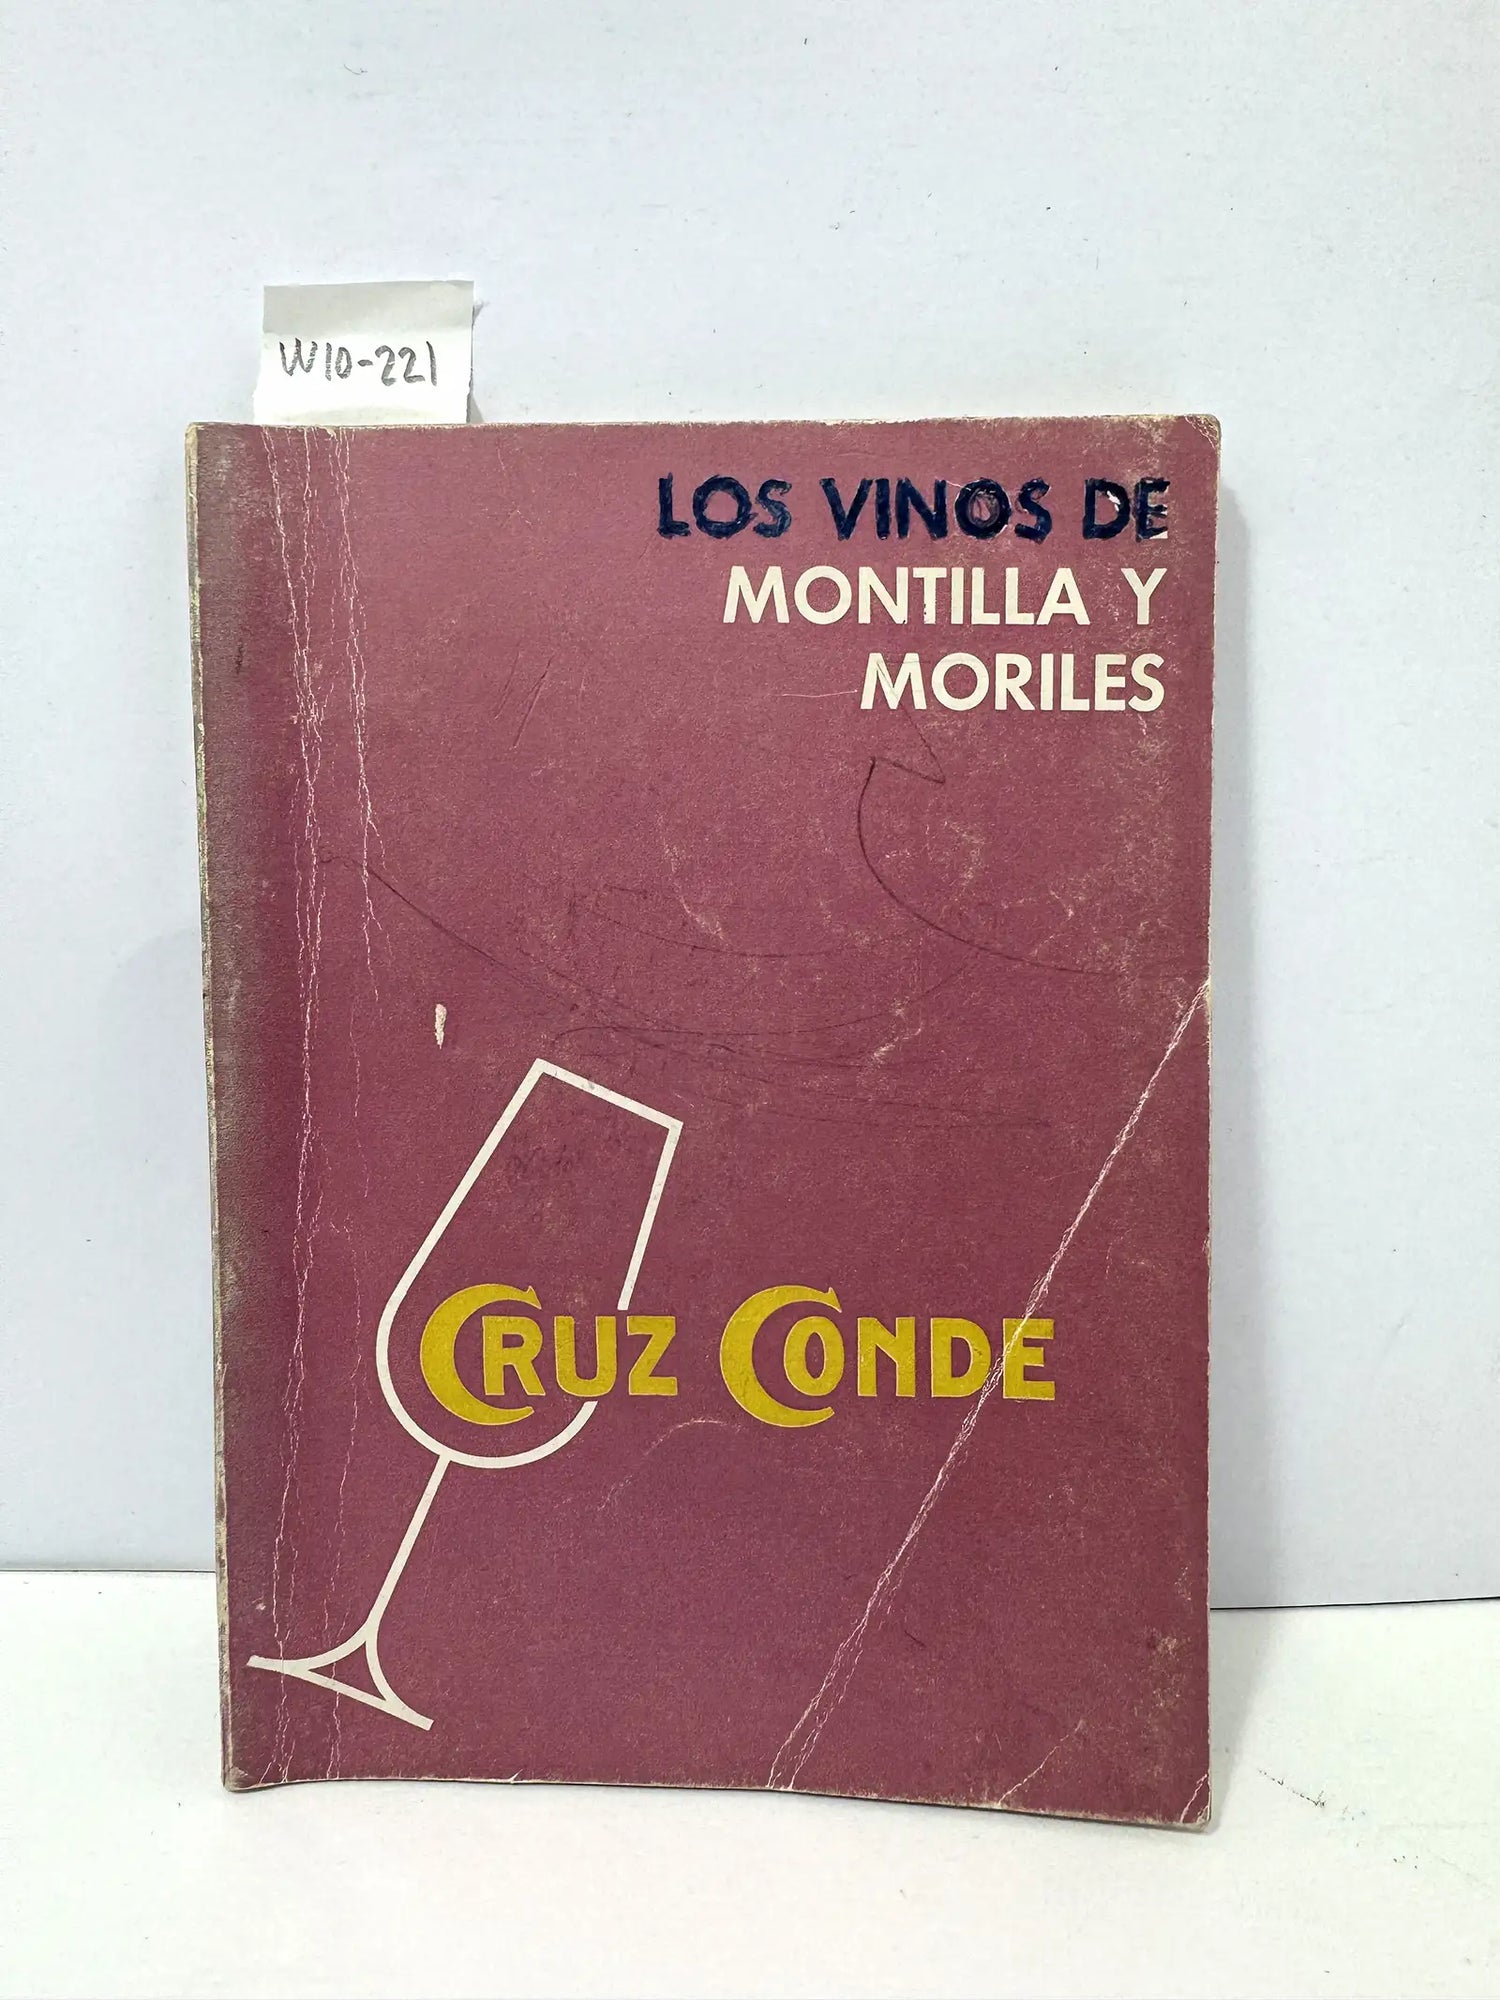 W10-221
LOS VINOS DE
MONTILLA Y
MORILES
CRUZ CONDE